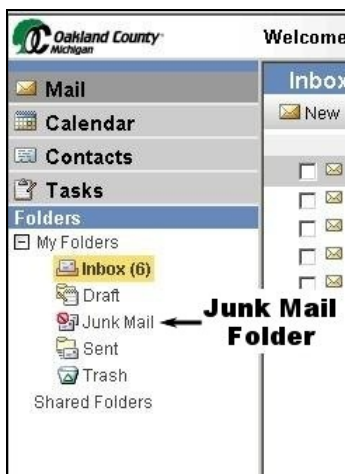 Oakland County
Michigan
Welcome
Mail
Calendar
Contacts
Tasks
Folders
My Folders
Inbox (6)
Draft
Junk Mail
Sent
Trash
Shared Folders
Inbox
New
Junk Mail
Folder